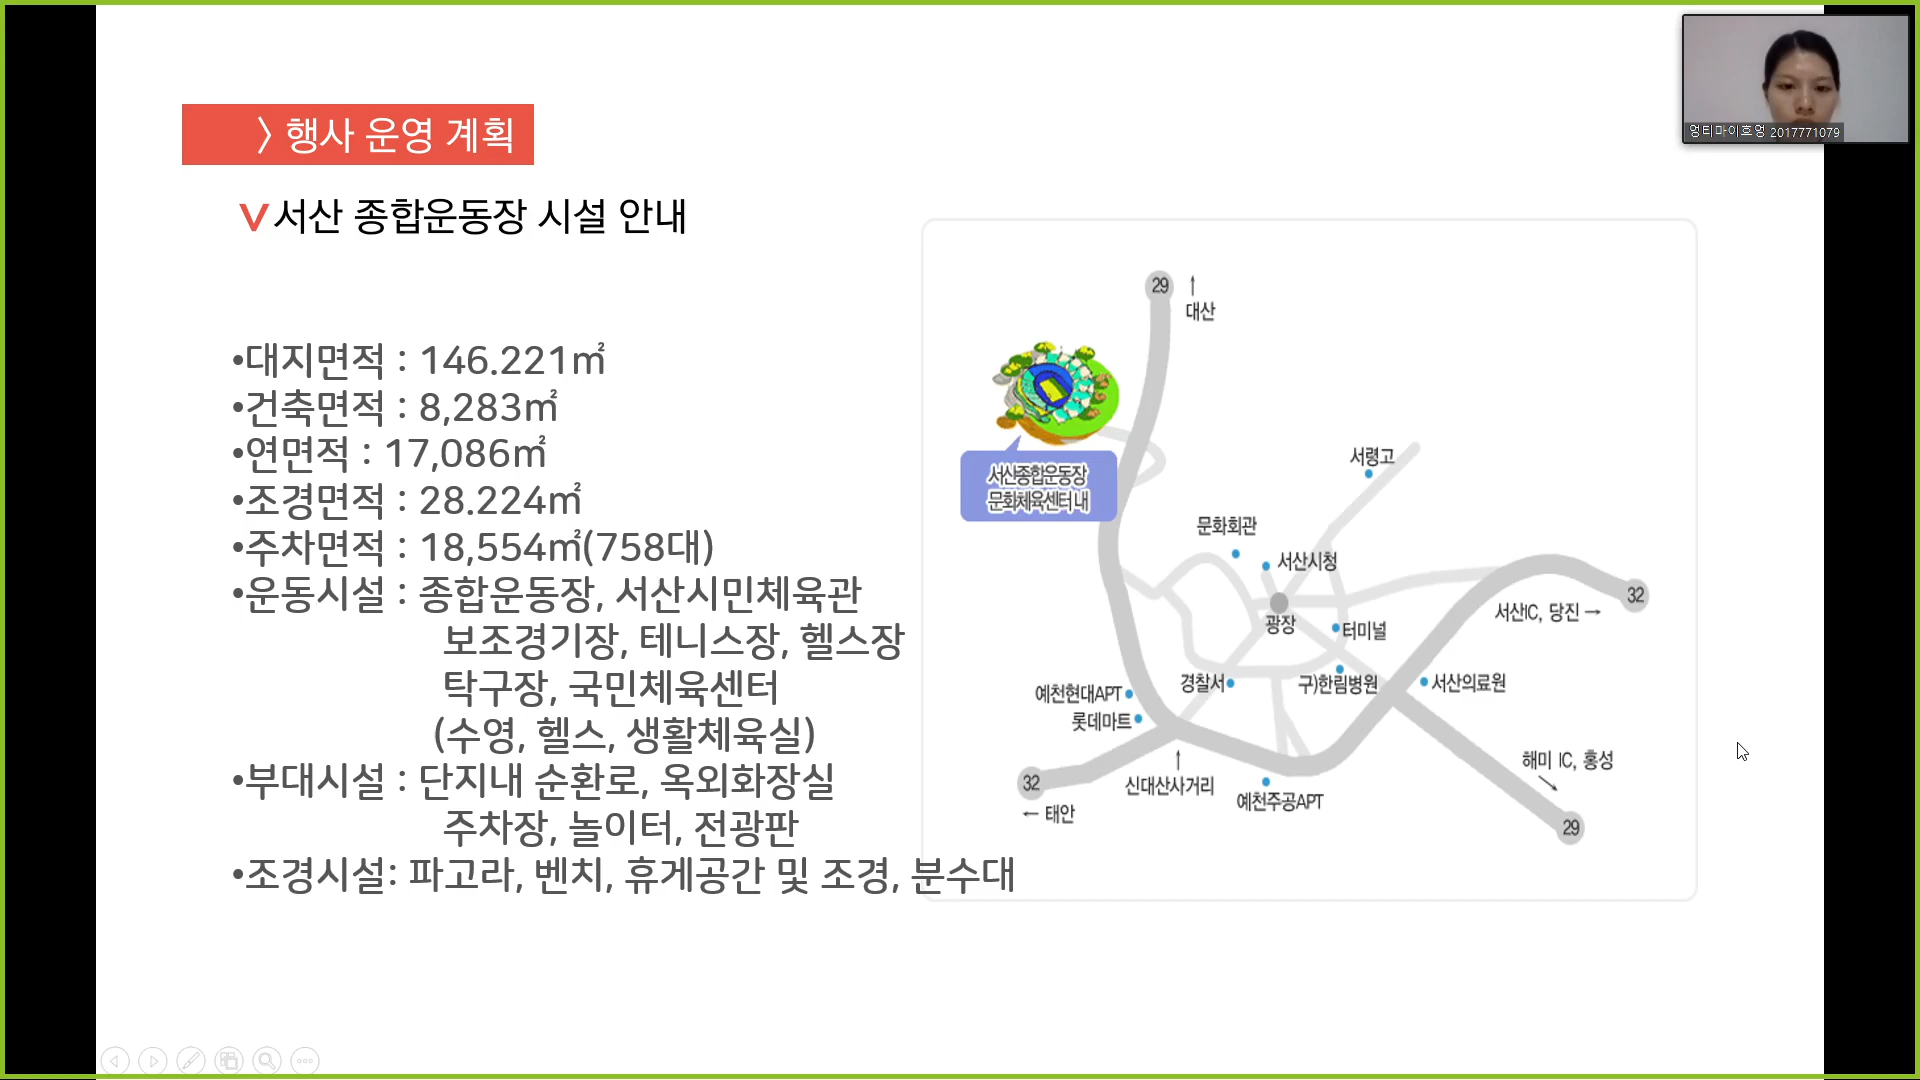 〉행사 운영 계획
V서산 종합운동장 시설 안내
•대지면적 : 146.221㎡
•건축면적 : 8,283㎡
•연면적 : 17,086㎡
•조경면적 : 28.224㎡
•주차면적 : 18,554㎡(758대)
•운동시설 : 종합운동장, 서산시민체육관
보조경기장, 테니스장, 헬스장
탁구장, 국민체육센터
(수영, 헬스, 생활체육실)
•부대시설 : 단지내 순환로, 옥외화장실
주차장, 놀이터, 전광판
•조경시설: 파고라, 벤치, 휴게공간 및 조경, 분수대
29 ↑
대산
서산종합운동장
문화체육센터 내
서령고
문화회관
서산시청
광장
터미널
32
서산IC, 당진→
경찰서
구)한림병원
서산의료원
예천현대APT
롯데마트
32
← 태안
↑
신대산사거리
예천주공APT
해미 IC, 홍성
29
멍티마이흐엉 2017771079